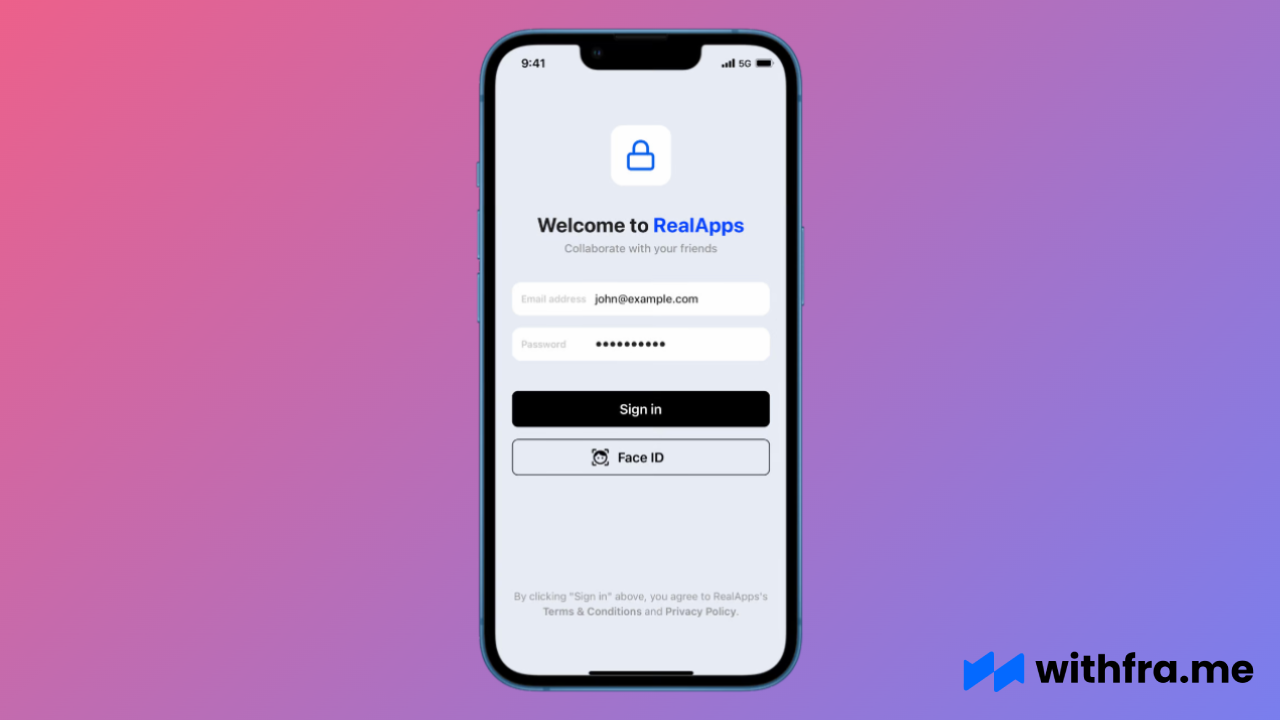 9:41
5G
Welcome to RealApps
Collaborate with your friends
Email address john@example.com
Password ••••••••••
Sign in
Face ID
By clicking "Sign in" above, you agree to RealApps's
Terms & Conditions and Privacy Policy.
withfra.me